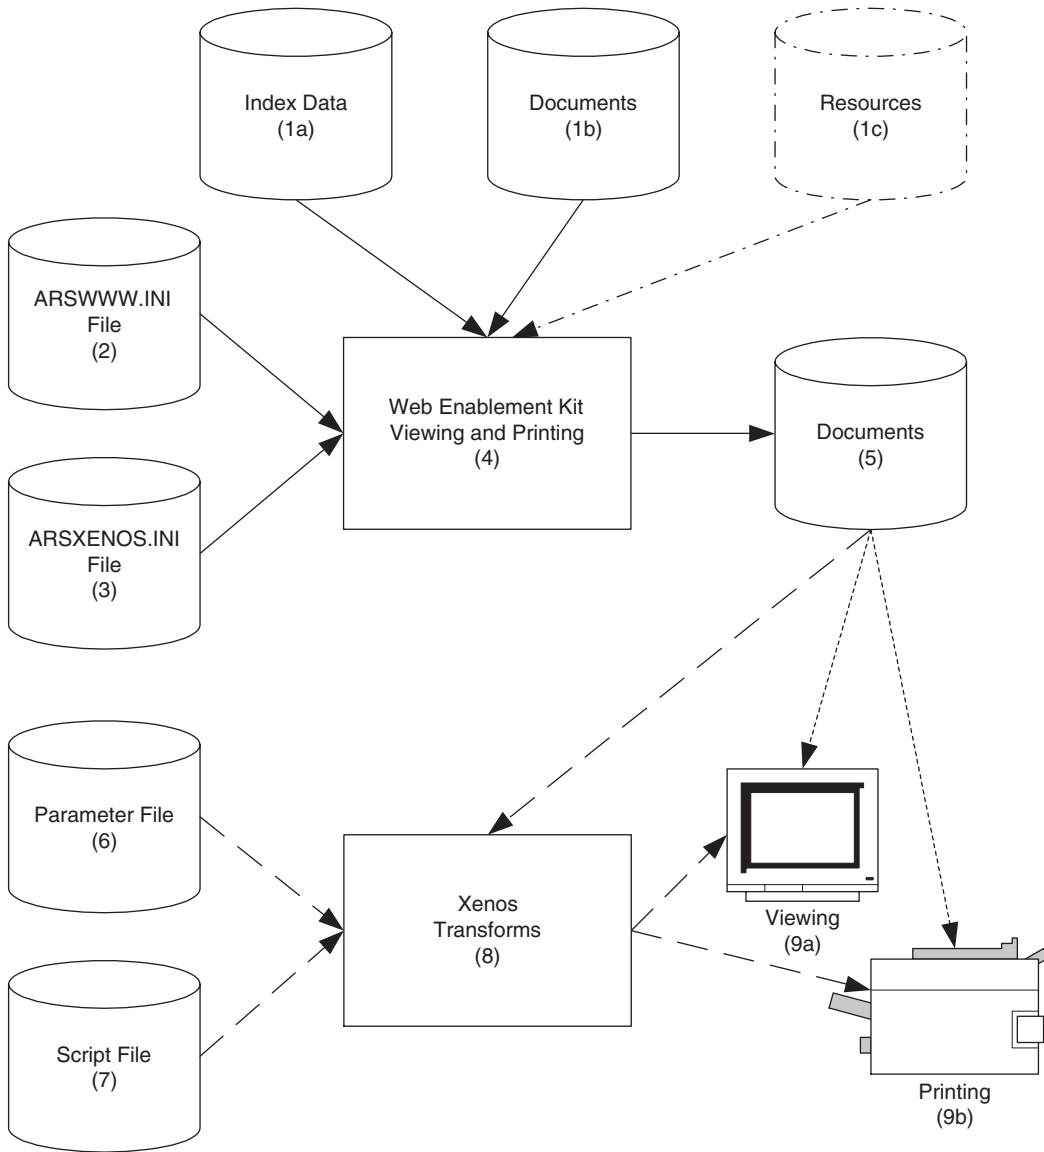 Index Data
(1a)
Documents
(1b)
Resources
(1c)
ARSWWW.INI
File
(2)
Web Enablement Kit
Viewing and Printing
(4)
Documents
(5)
ARSXENOS.INI
File
(3)
Parameter File
(6)
Xenos
Transforms
(8)
Viewing
(9a)
Script File
(7)
Printing
(9b)